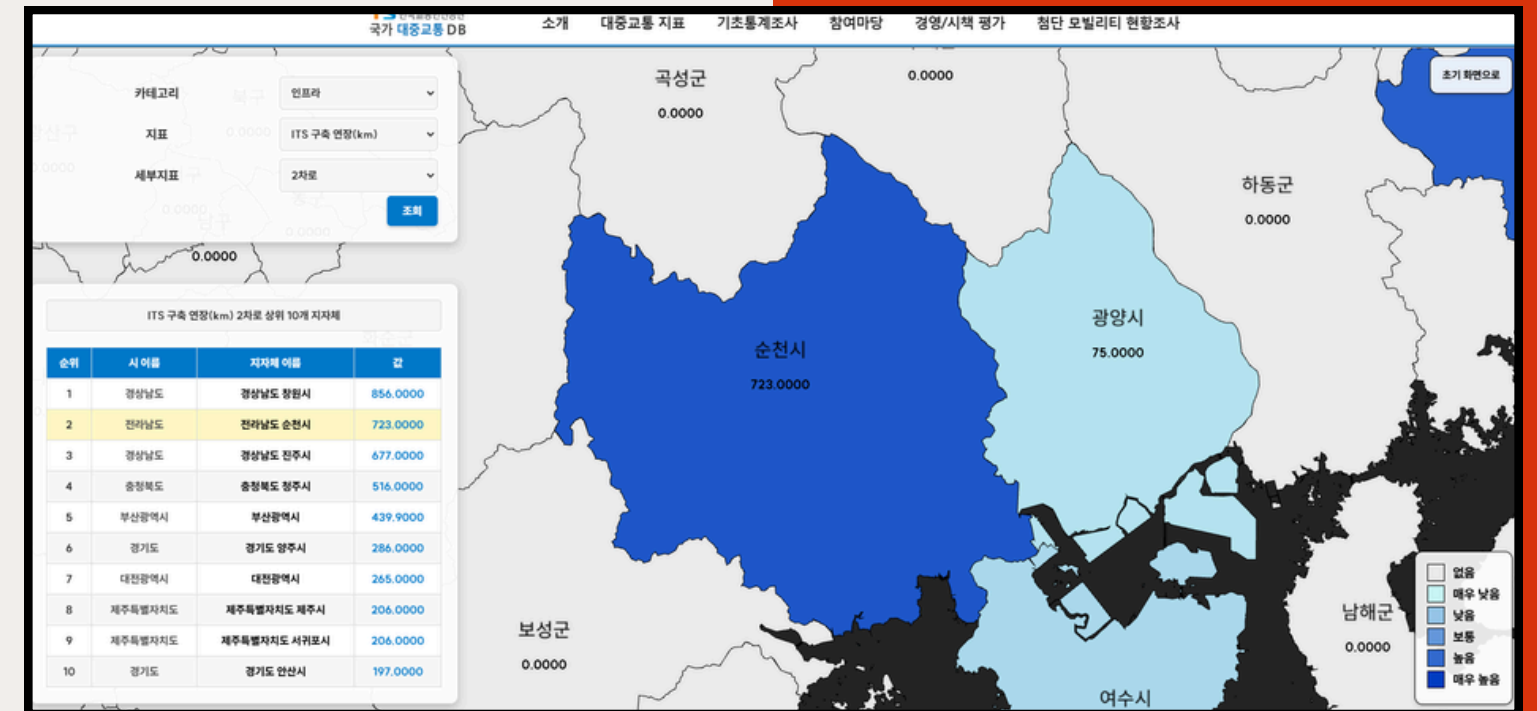 국가 대중교통 DB
소개 대중교통 지표 기초통계조사 참여마당 경영/시책 평가 첨단 모빌리티 현황조사
초기 화면으로
카테고리 인프라
지표 ITS 구축 연장(km)
세부지표 2차로
조회
북구
0.0000
0.0000
0.0000
남구
0.0000
0.0000
ITS 구축 연장(km) 2차로 상위 10개 지자체
순위 시 이름 지자체 이름 값
1 경상남도 경상남도 창원시 856.0000
2 전라남도 전라남도 순천시 723.0000
3 경상남도 경상남도 진주시 677.0000
4 충청북도 충청북도 청주시 516.0000
5 부산광역시 부산광역시 439.9000
6 경기도 경기도 양주시 286.0000
7 대전광역시 대전광역시 265.0000
8 제주특별자치도 제주특별자치도 제주시 206.0000
9 제주특별자치도 제주특별자치도 서귀포시 206.0000
10 경기도 경기도 안산시 197.0000
곡성군
0.0000
0.0000
하동군
0.0000
광양시
75.0000
순천시
723.0000
보성군
0.0000
여수시
남해군
0.0000
없음
매우 낮음
낮음
보통
높음
매우 높음